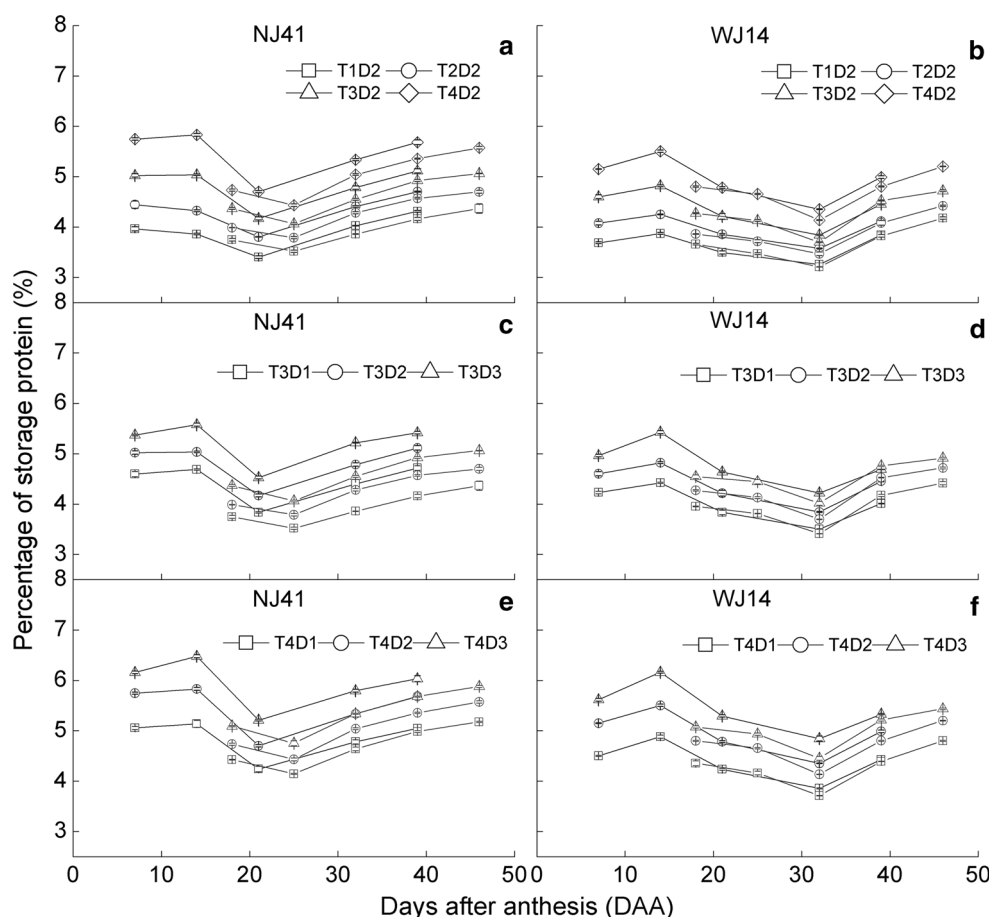 NJ41 a
T1D2 T2D2
T3D2 T4D2
WJ14 b
T1D2 T2D2
T3D2 T4D2
8
7
6
5
4
3
NJ41 c
T3D1 T3D2 T3D3
WJ14 d
T3D1 T3D2 T3D3
8
7
6
5
4
3
NJ41 e
T4D1 T4D2 T4D3
WJ14 f
T4D1 T4D2 T4D3
8
7
6
5
4
3
0 10 20 30 40 50 0 10 20 30 40 50
Percentage of storage protein (%)
Days after anthesis (DAA)